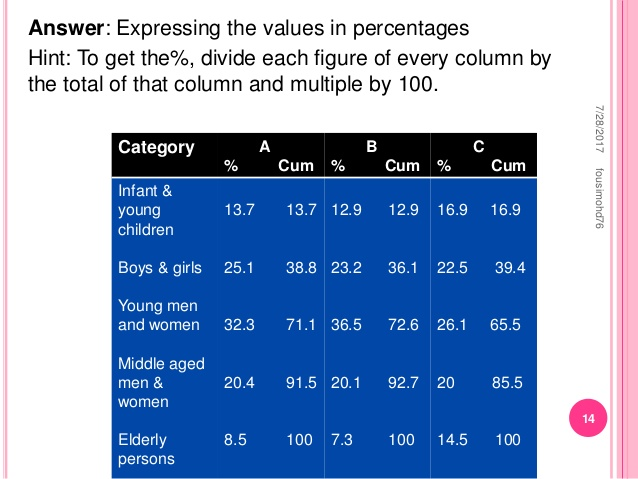 Answer: Expressing the values in percentages
Hint: To get the%, divide each figure of every column by
the total of that column and multiple by 100.
Category A B C
% Cum % Cum % Cum
Infant &
young
children
13.7 13.7 12.9 12.9 16.9 16.9
Boys & girls 25.1 38.8 23.2 36.1 22.5 39.4
Young men
and women 32.3 71.1 36.5 72.6 26.1 65.5
Middle aged
men &
women
20.4 91.5 20.1 92.7 20 85.5
Elderly
persons
8.5 100 7.3 100 14.5 100
7/28/2017 fousimohd76
14